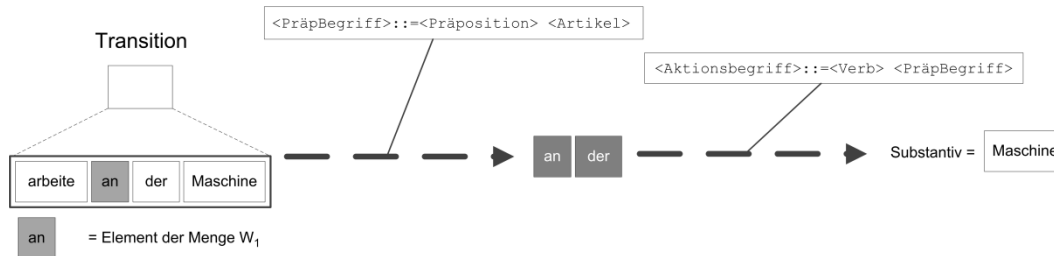 <PräpBegriff>::=<Präposition> <Artikel>
Transition
<Aktionsbegriff>::=<Verb> <PräpBegriff>
arbeite an der Maschine
an der
Substantiv = Maschine
an = Element der Menge W₁